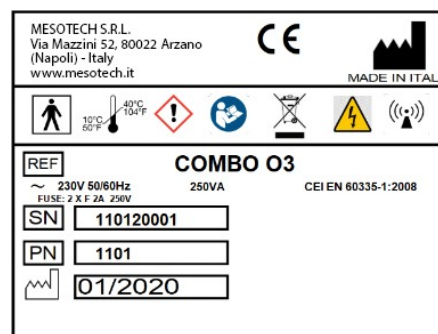 MESOTECH S.R.L.
Via Mazzini 52, 80022 Arzano
(Napoli) - Italy
www.mesotech.it
CE
MADE IN ITAL
10°C
50°F
40°C
104°F
REF COMBO O3
~ 230V 50/60Hz 250VA CEI EN 60335-1:2008
FUSE: 2 X F 2A 250V
SN 110120001
PN 1101
01/2020